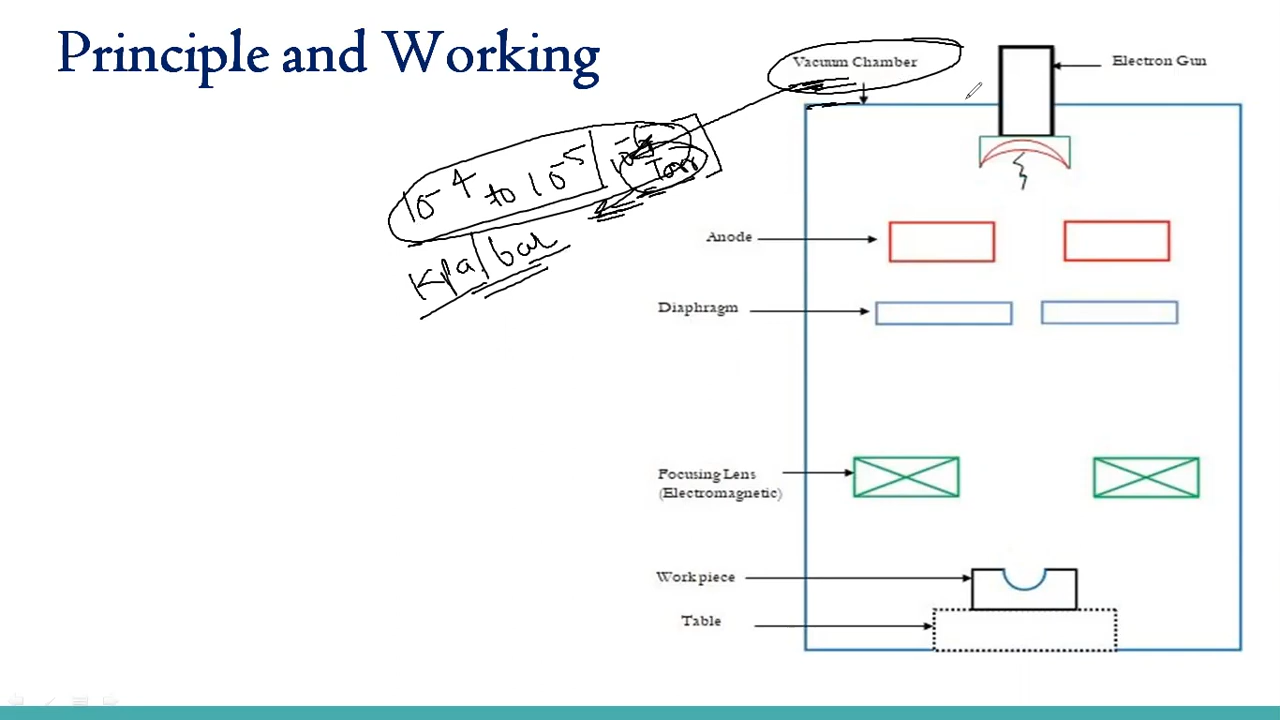 Principle and Working
Vacuum Chamber
Electron Gun
10⁻⁴ to 10⁻⁵
Torr
Kpa/bar
Anode
Diaphragm
Focusing Lens
(Electromagnetic)
Workpiece
Table